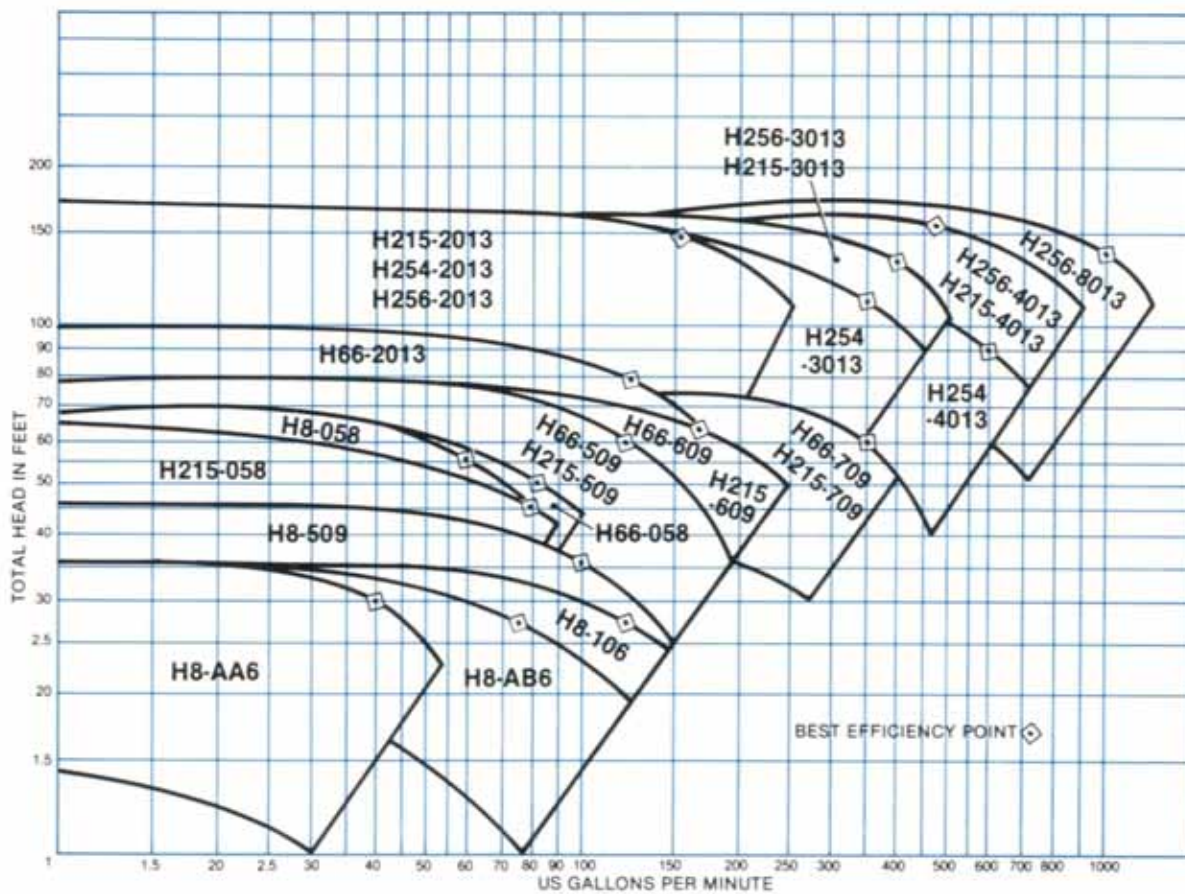 H256-3013
H215-3013
200
150
H215-2013
H254-2013
H256-2013
H256-8013
H256-4013
H215-4013
100
90
80
70
60
50
40
30
2.5
20
1.5
1
H254
-3013
H66-2013
H254
-4013
H8-058
H66-509
H215-509
H66-609
H66-709
H215-709
H215-058
H215
-609
H66-058
H8-509
H8-106
H8-AA6
H8-AB6
BEST EFFICIENCY POINT
TOTAL HEAD IN FEET
1 1.5 20 2.5 30 40 50 60 70 80 90 100 150 200 300 350 400 500 600 700 800 1000
US GALLONS PER MINUTE